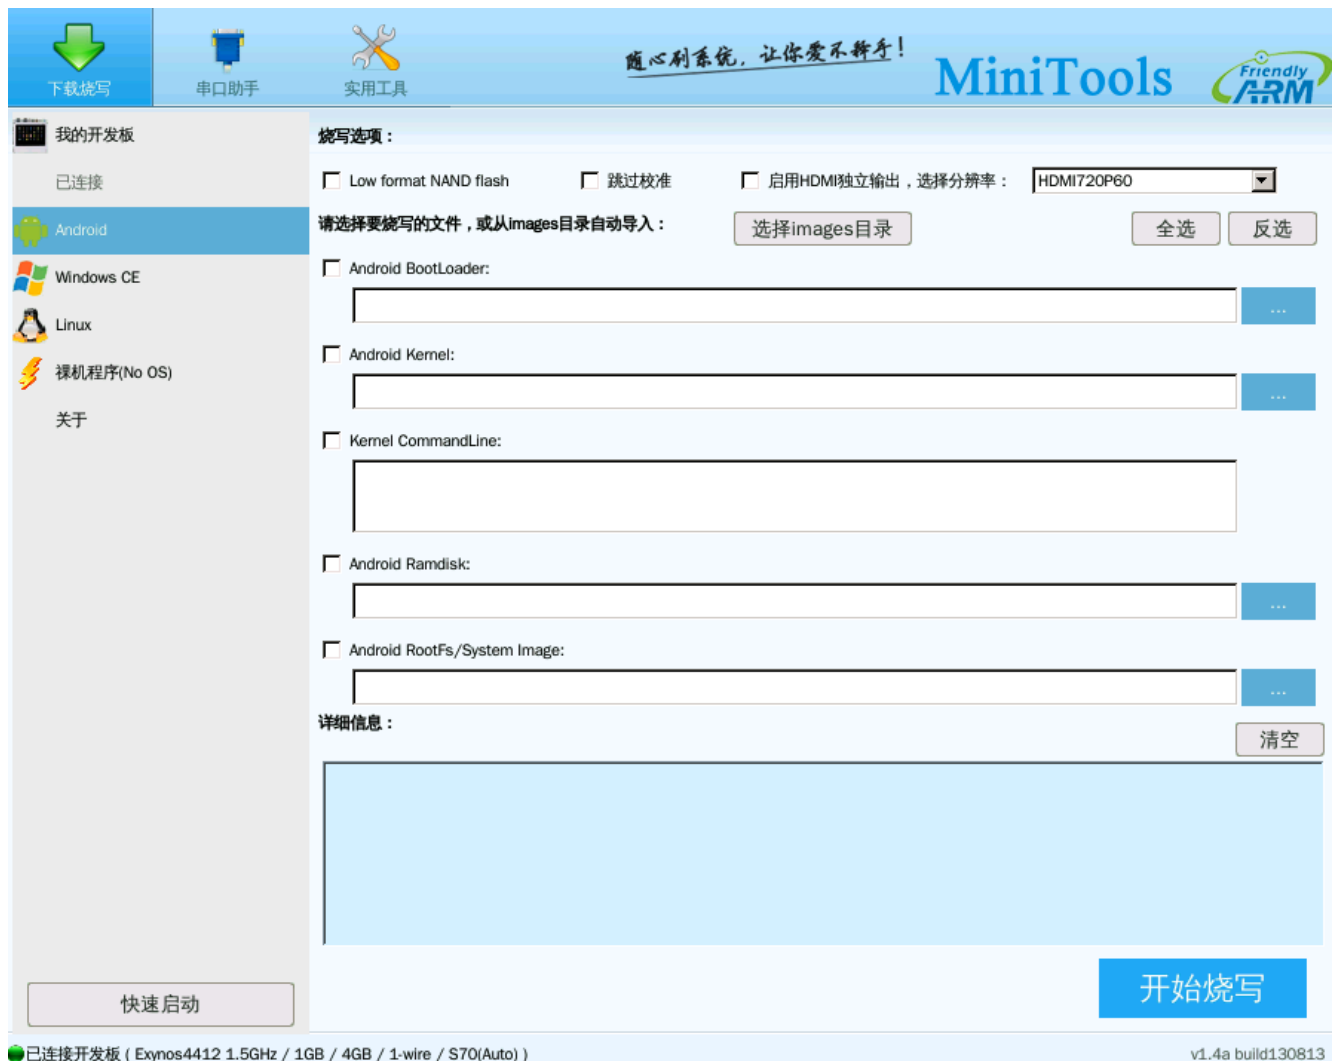 随心刷系统,让你爱不释手!
MiniTools
Friendly
ARM
下载烧写
串口助手
实用工具
我的开发板
已连接
Android
Windows CE
Linux
裸机程序(No OS)
关于
快速启动
烧写选项:
Low format NAND flash 跳过校准 启用HDMI独立输出,选择分辨率: HDMI720P60
请选择要烧写的文件,或从images目录自动导入: 选择images目录 全选 反选
Android BootLoader:
...
Android Kernel:
...
Kernel CommandLine:
Android Ramdisk:
...
Android RootFs/System Image:
...
详细信息:
清空
开始烧写
已连接开发板 ( Exynos4412 1.5GHz / 1GB / 4GB / 1-wire / S70(Auto) )
v1.4a build130813